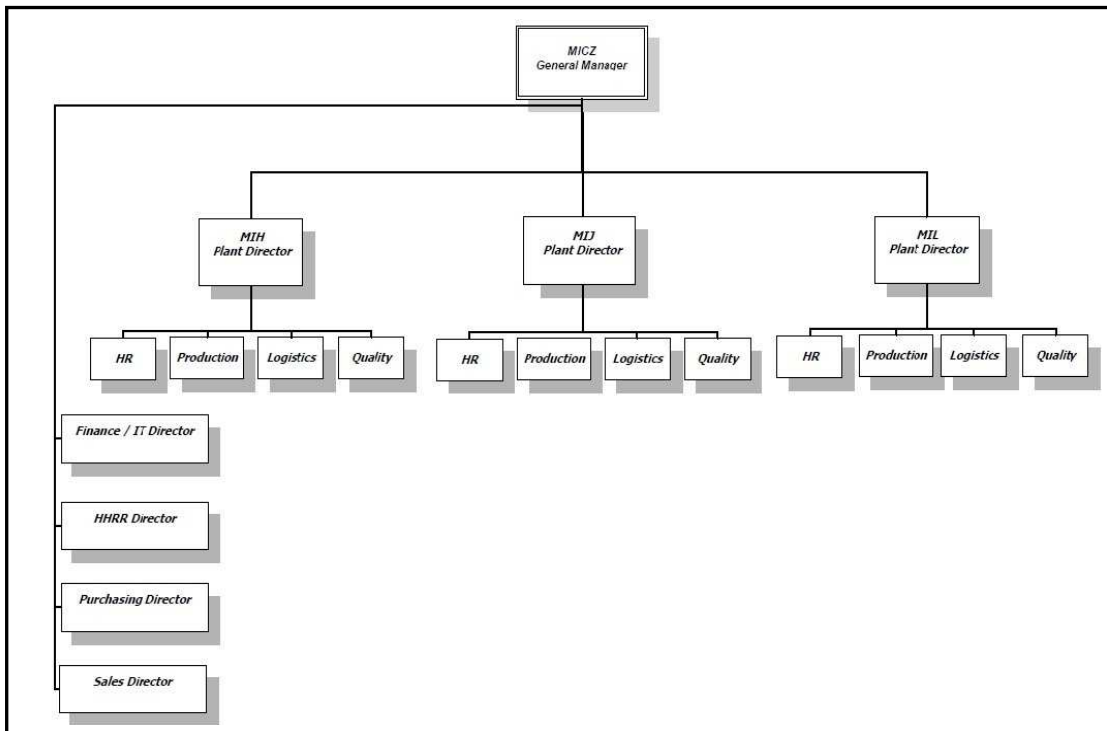 MICZ
General Manager
MIH
Plant Director
MIJ
Plant Director
MIL
Plant Director
HR
Production
Logistics
Quality
HR
Production
Logistics
Quality
HR
Production
Logistics
Quality
Finance / IT Director
HHRR Director
Purchasing Director
Sales Director